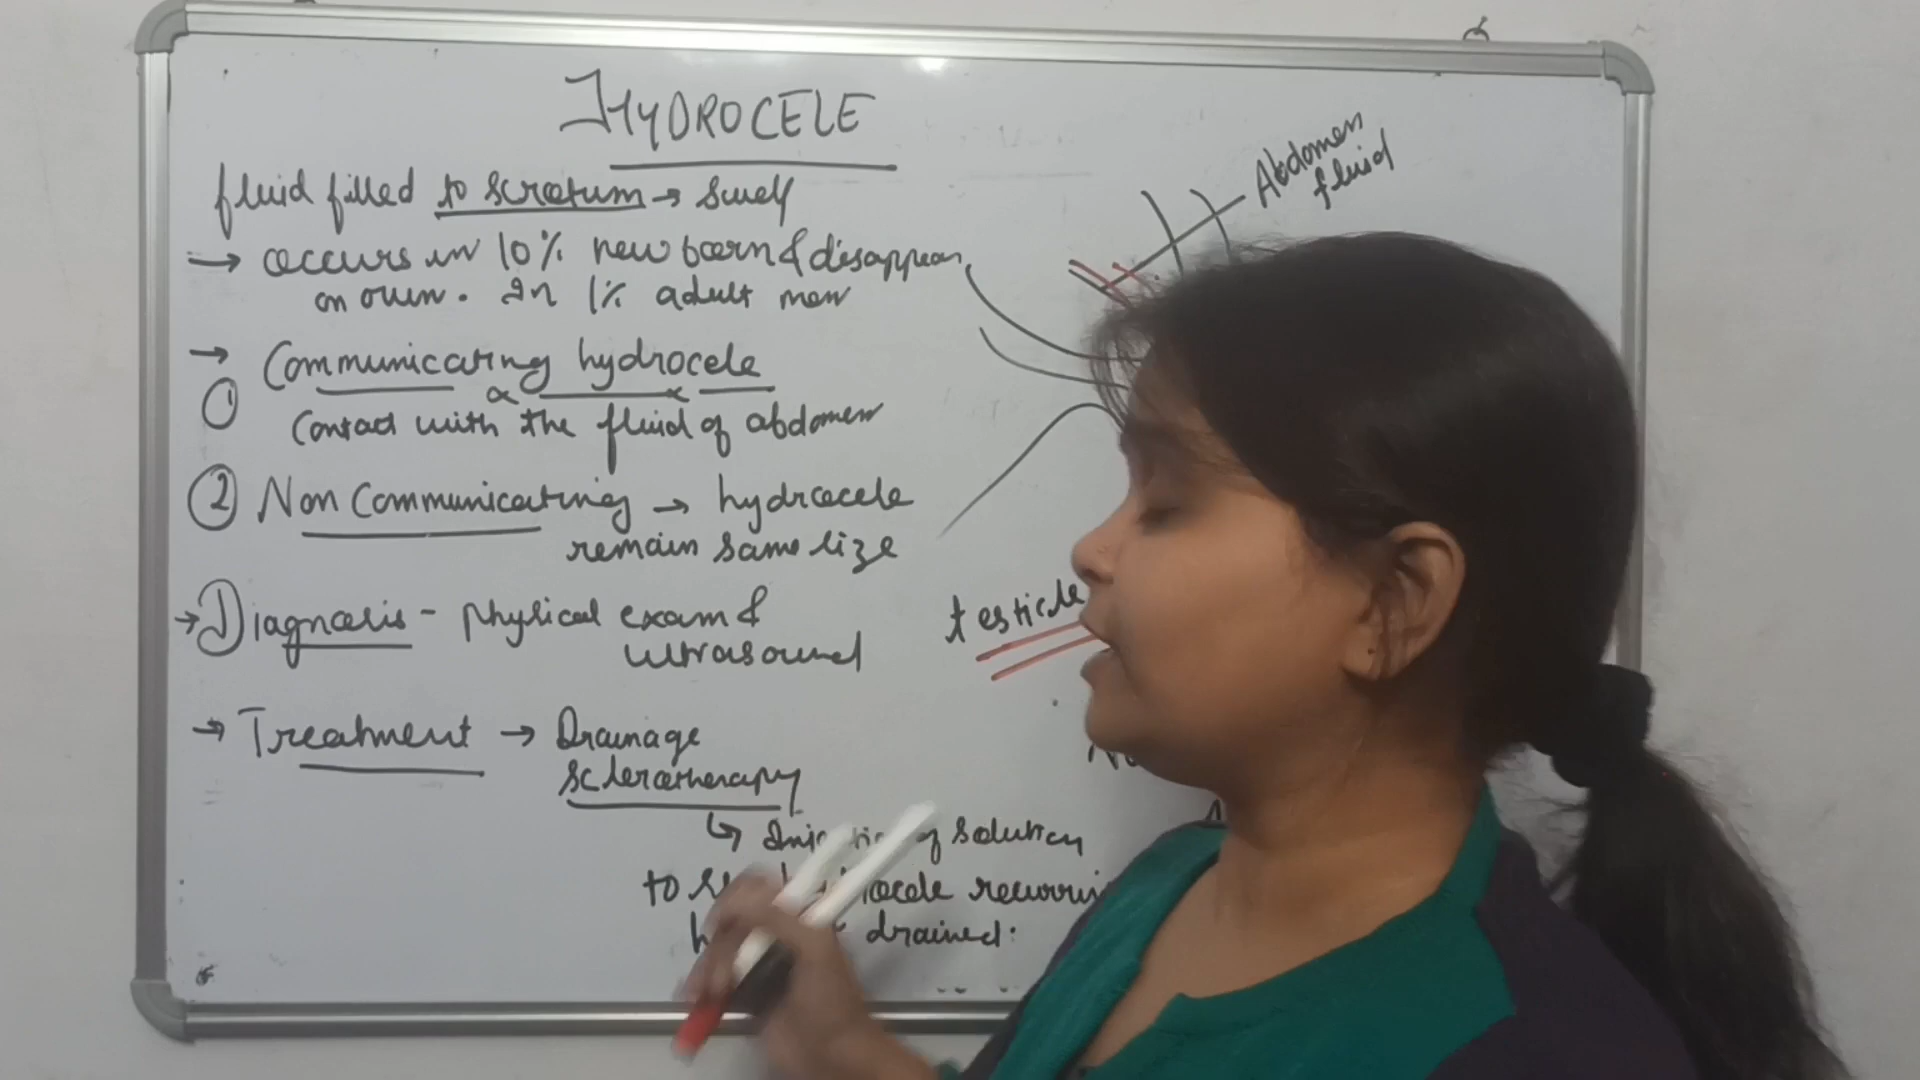 HYDROCELE
fluid filled to scrotum → swell
→ occurs in 10% new born & disappear
on own. In 1% adult men
→ Communicating hydrocele
① Contact with the fluid of abdomen
② Non Communicating → hydrocele
remain same size
→ Diagnosis - physical exam &
ultrasound
→ Treatment → Drainage
sclerotherapy
↳ of solution
to
drained.
Abdomen
fluid
testicle